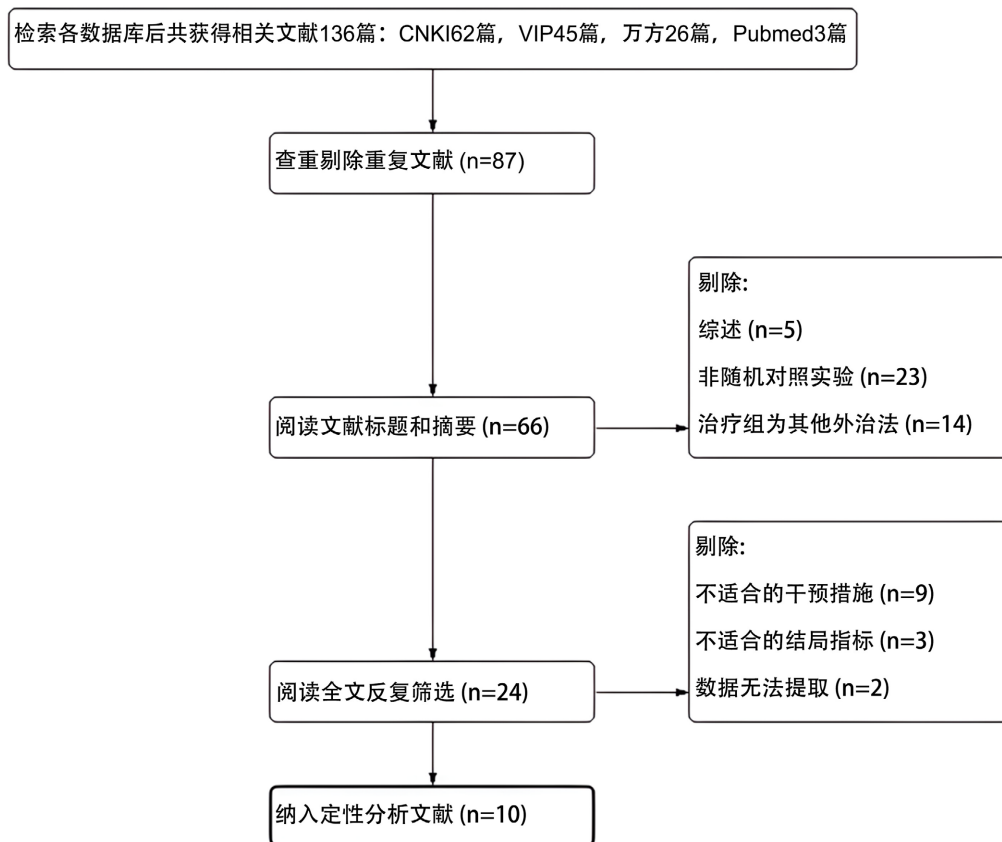 检索各数据库后共获得相关文献136篇：CNKI62篇，VIP45篇，万方26篇，Pubmed3篇
查重剔除重复文献 (n=87)
剔除:
综述 (n=5)
非随机对照实验 (n=23)
治疗组为其他外治法 (n=14)
阅读文献标题和摘要 (n=66)
剔除:
不适合的干预措施 (n=9)
不适合的结局指标 (n=3)
数据无法提取 (n=2)
阅读全文反复筛选 (n=24)
纳入定性分析文献 (n=10)